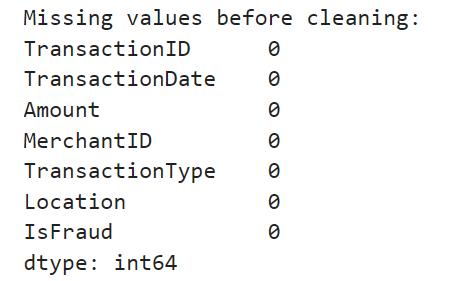 Missing values before cleaning:
TransactionID      0
TransactionDate    0
Amount             0
MerchantID         0
TransactionType    0
Location           0
IsFraud            0
dtype: int64